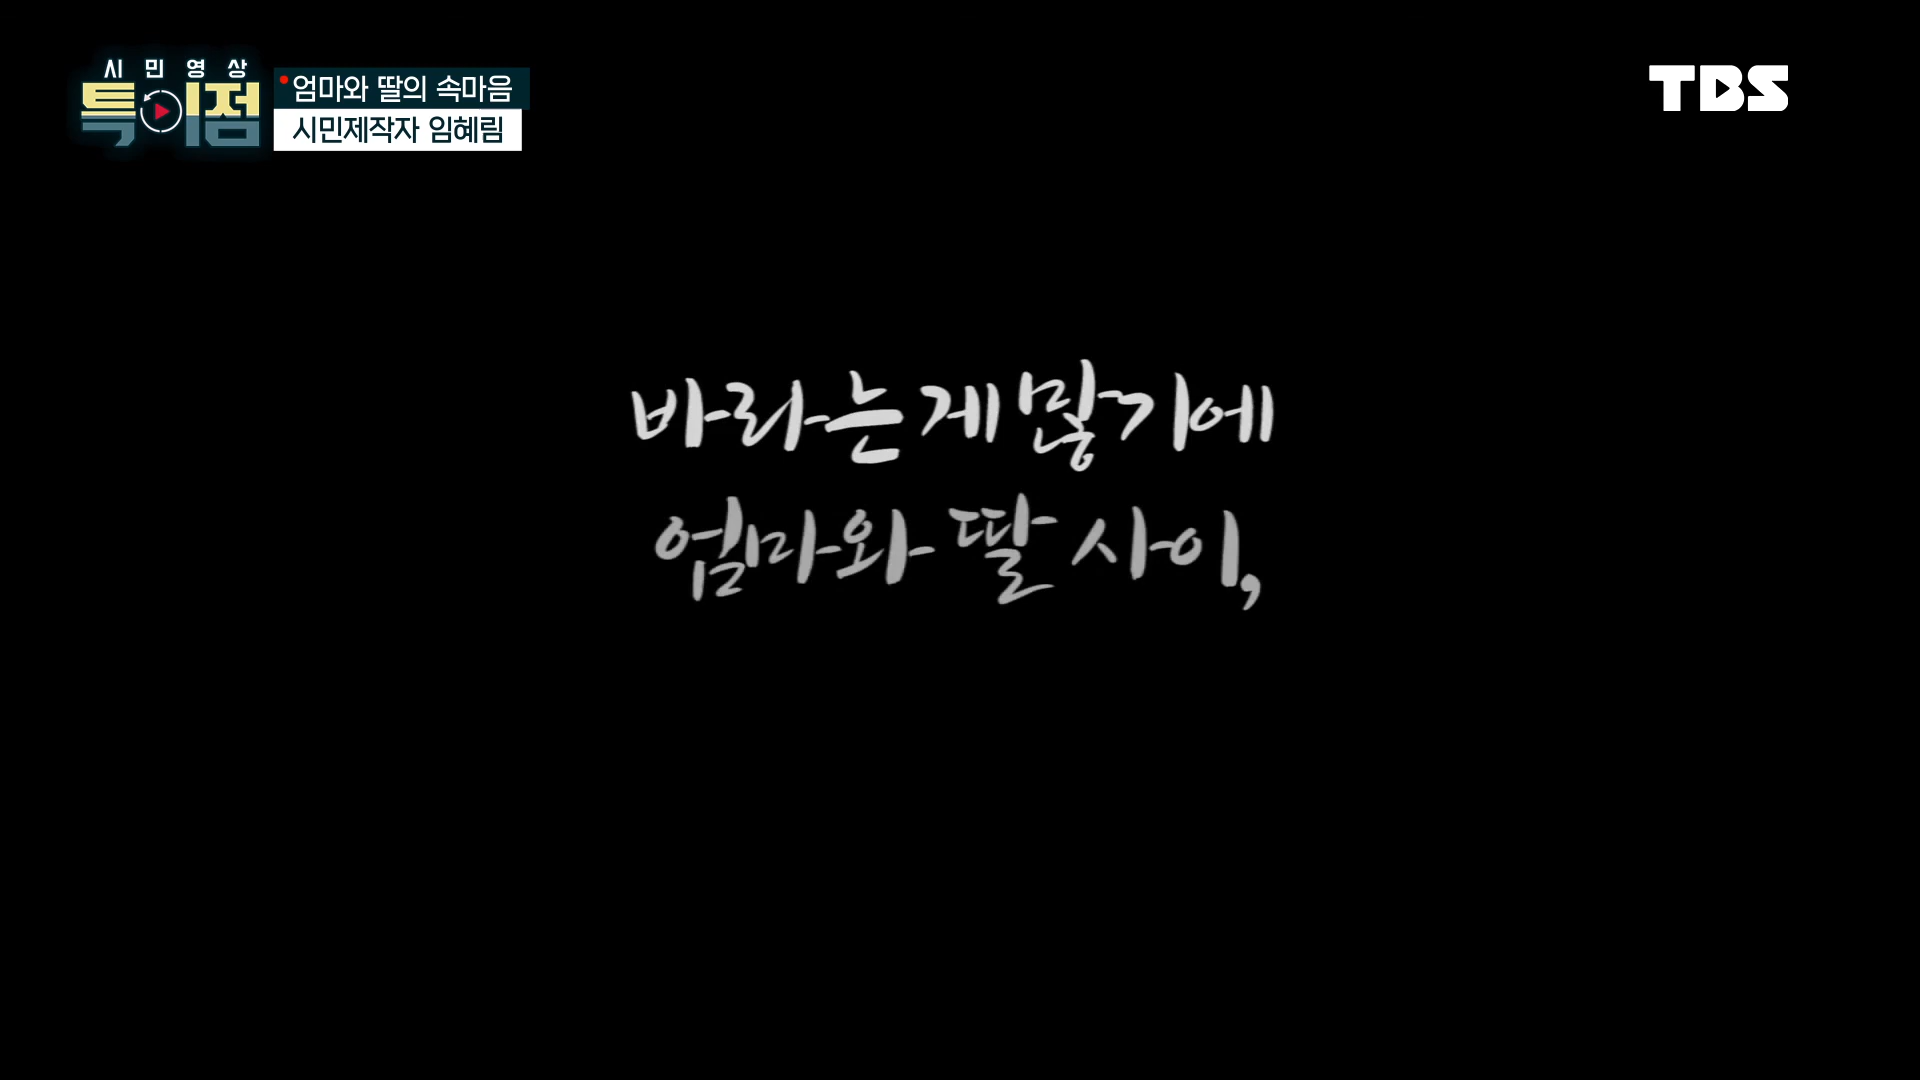 시민영상
특이점
엄마와 딸의 속마음
시민제작자 임혜림
TBS
바라는게 많기에
엄마와 딸 사이,